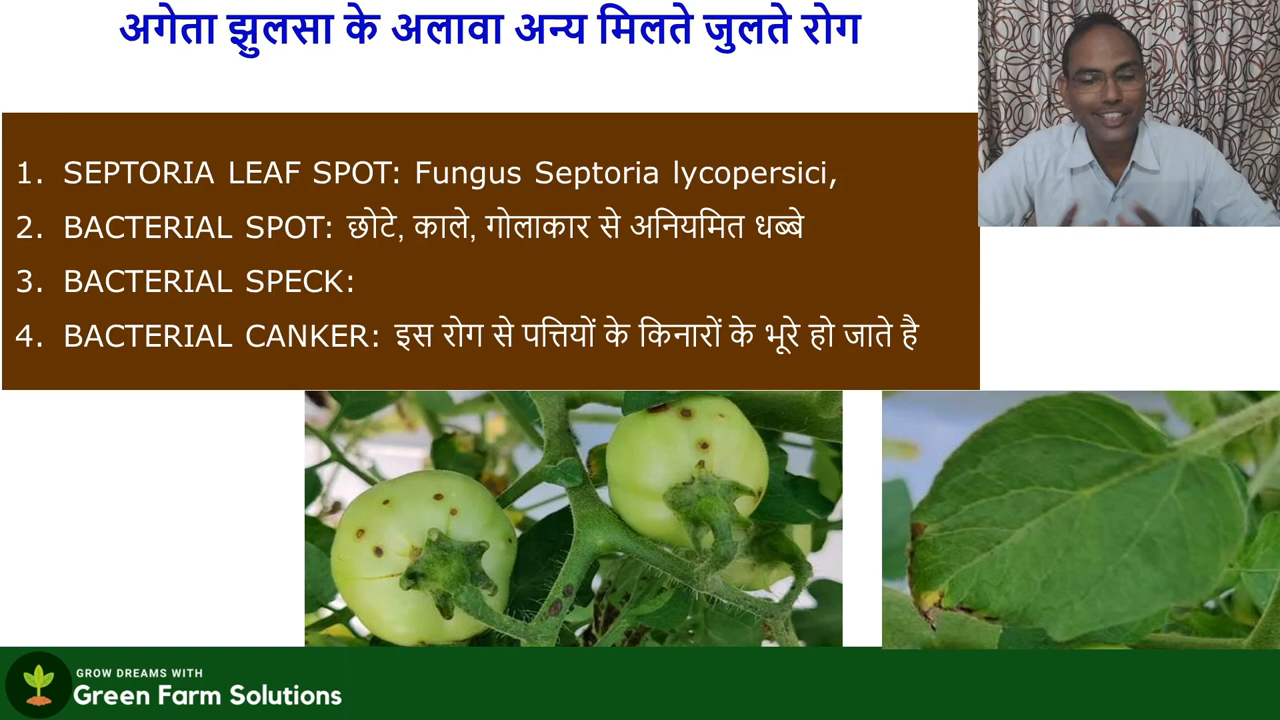 अगेता झुलसा के अलावा अन्य मिलते जुलते रोग
1. SEPTORIA LEAF SPOT: Fungus Septoria lycopersici,
2. BACTERIAL SPOT: छोटे, काले, गोलाकार से अनियमित धब्बे
3. BACTERIAL SPECK:
4. BACTERIAL CANKER: इस रोग से पत्तियों के किनारों के भूरे हो जाते है
GROW DREAMS WITH
Green Farm Solutions